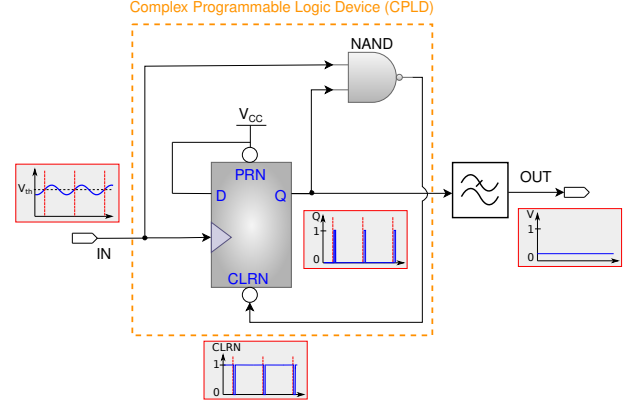 Complex Programmable Logic Device (CPLD)
NAND
VCC
Vth
PRN
D
Q
CLRN
IN
OUT
Q
1
0
V
1
0
CLRN
1
0